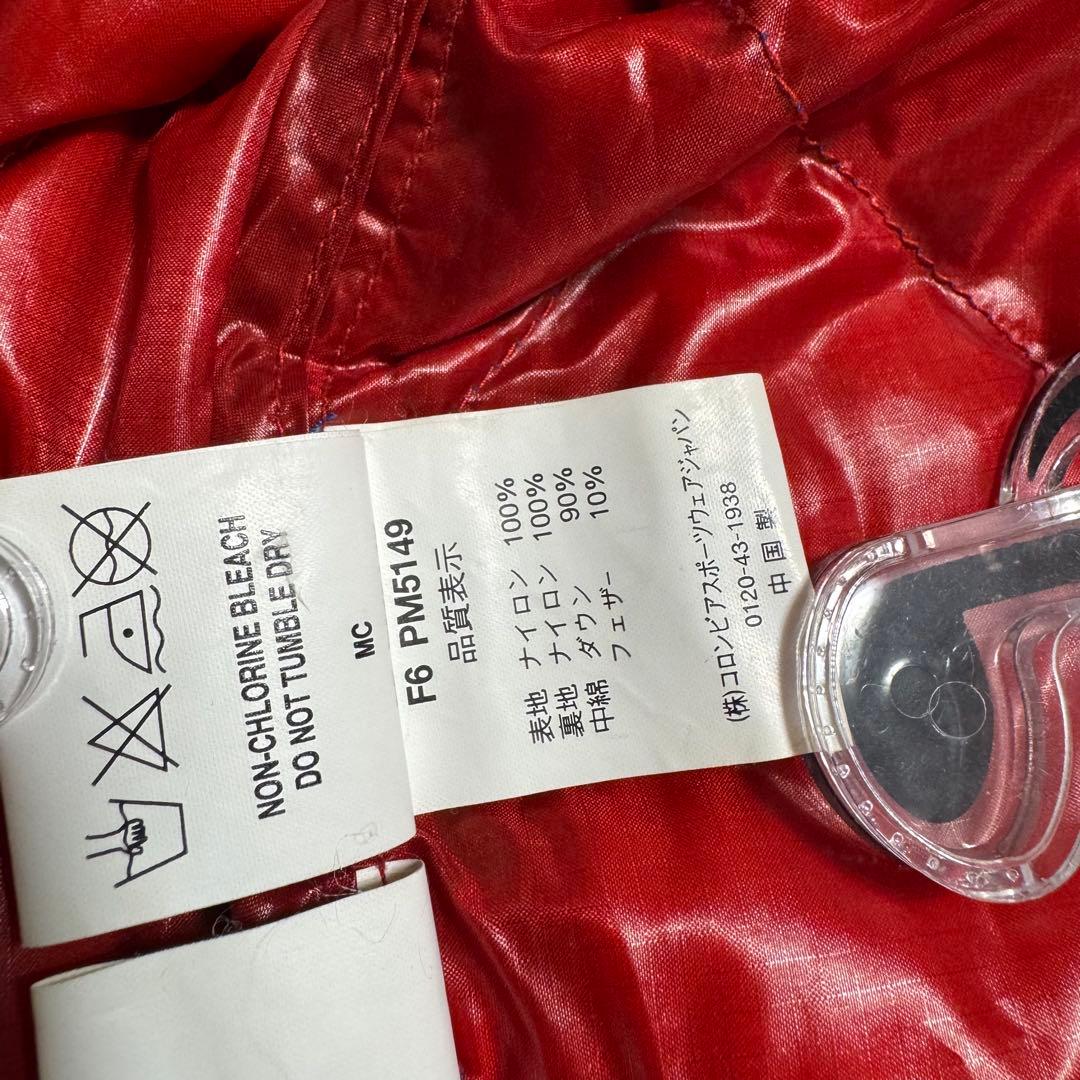 NON-CHLORINE BLEACH
DO NOT TUMBLE DRY
MC
F6 PM5149
品質表示
表地 ナイロン 100%
裏地 ナイロン 100%
中綿 ダウン 90%
フェザー 10%
(株)コロンビアスポーツウェアジャパン
0120-43-1938
中国製